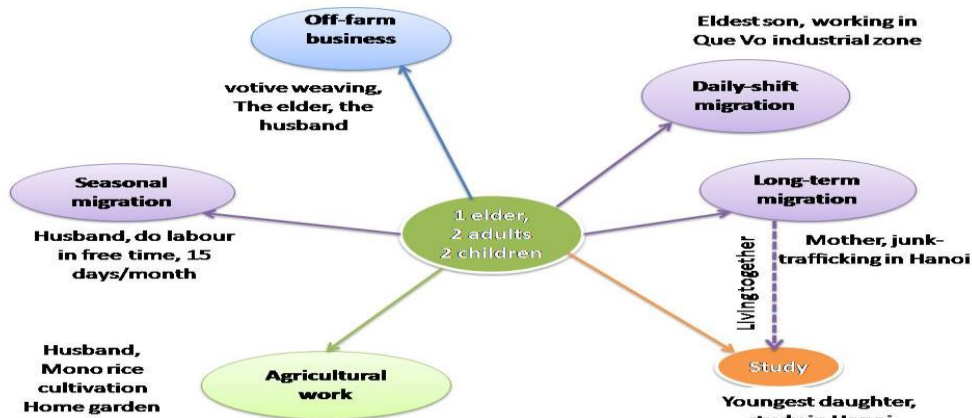 Off-farm
business
votive weaving,
The elder, the
husband
Eldest son, working in
Que Vo industrial zone
Daily-shift
migration
Seasonal
migration
Husband, do labour
in free time, 15
days/month
1 elder,
2 adults
2 children
Long-term
migration
Mother, junk-
trafficking in Hanoi
Livingtogether
Husband,
Mono rice
cultivation
Home garden
Agricultural
work
Study
Youngest daughter,